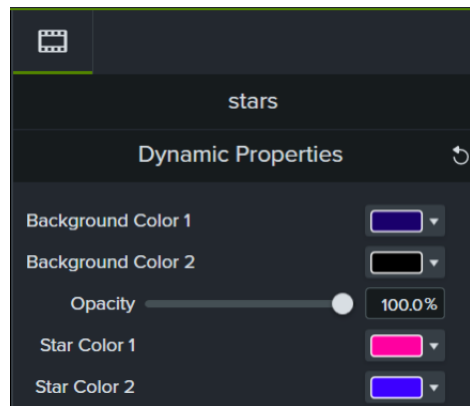 stars
Dynamic Properties
Background Color 1
Background Color 2
Opacity 100.0%
Star Color 1
Star Color 2